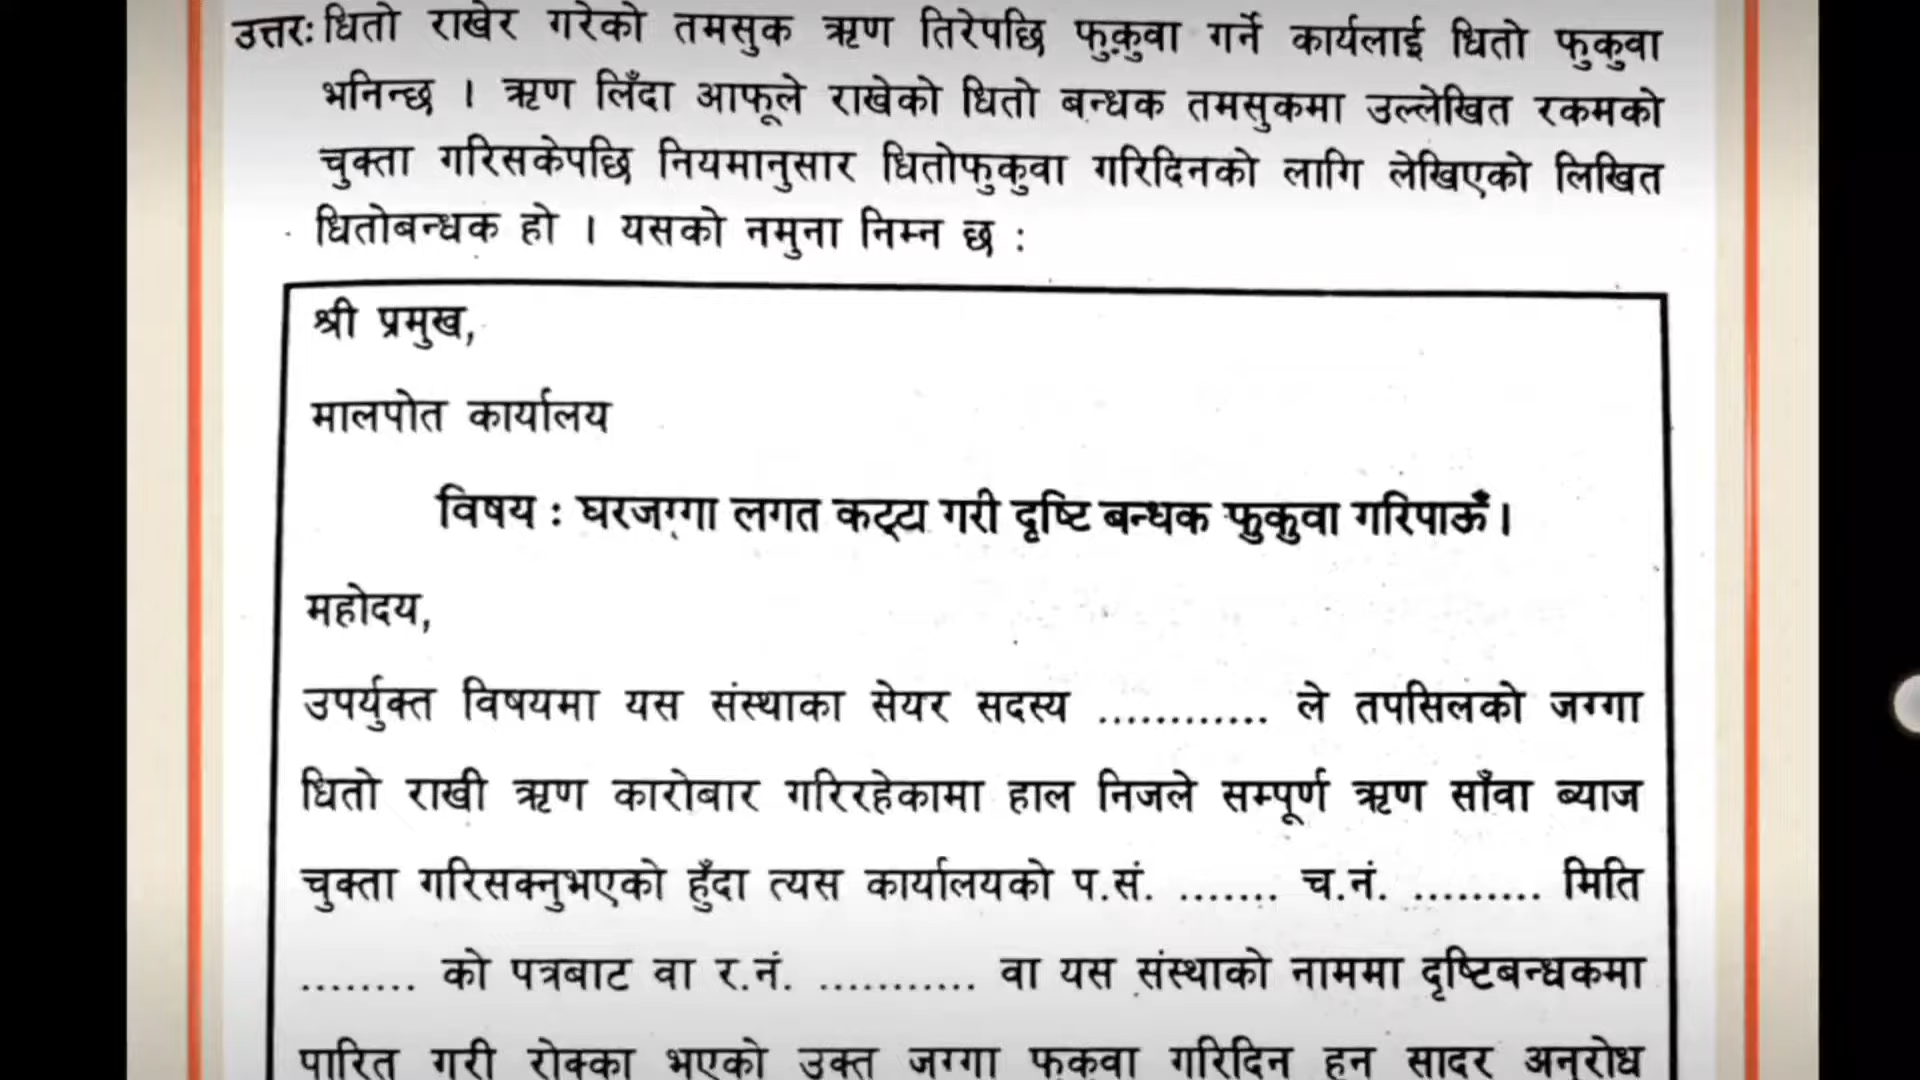 उत्तरः धितो राखेर गरेको तमसुक ऋण तिरेपछि फुकुवा गर्ने कार्यलाई धितो फुकुवा
भनिन्छ । ऋण लिँदा आफूले राखेको धितो बन्धक तमसुकमा उल्लेखित रकमको
चुक्ता गरिसकेपछि नियमानुसार धितोफुकुवा गरिदिनको लागि लेखिएको लिखित
धितोबन्धक हो । यसको नमुना निम्न छ :
श्री प्रमुख,
मालपोत कार्यालय
विषय : घरजग्गा लगत कट्टा गरी दृष्टि बन्धक फुकुवा गरिपाऊँ ।
महोदय,
उपर्युक्त विषयमा यस संस्थाका सेयर सदस्य ............ ले तपसिलको जग्गा
धितो राखी ऋण कारोबार गरिरहेकामा हाल निजले सम्पूर्ण ऋण साँवा ब्याज
चुक्ता गरिसक्नुभएको हुँदा त्यस कार्यालयको प.सं. ....... च.नं. ......... मिति
........ को पत्रबाट वा र.नं. ........... वा यस संस्थाको नाममा दृष्टिबन्धकमा
पारित गरी रोक्का भएको उक्त जग्गा फुकुवा गरिदिन हुन सादर अनुरोध